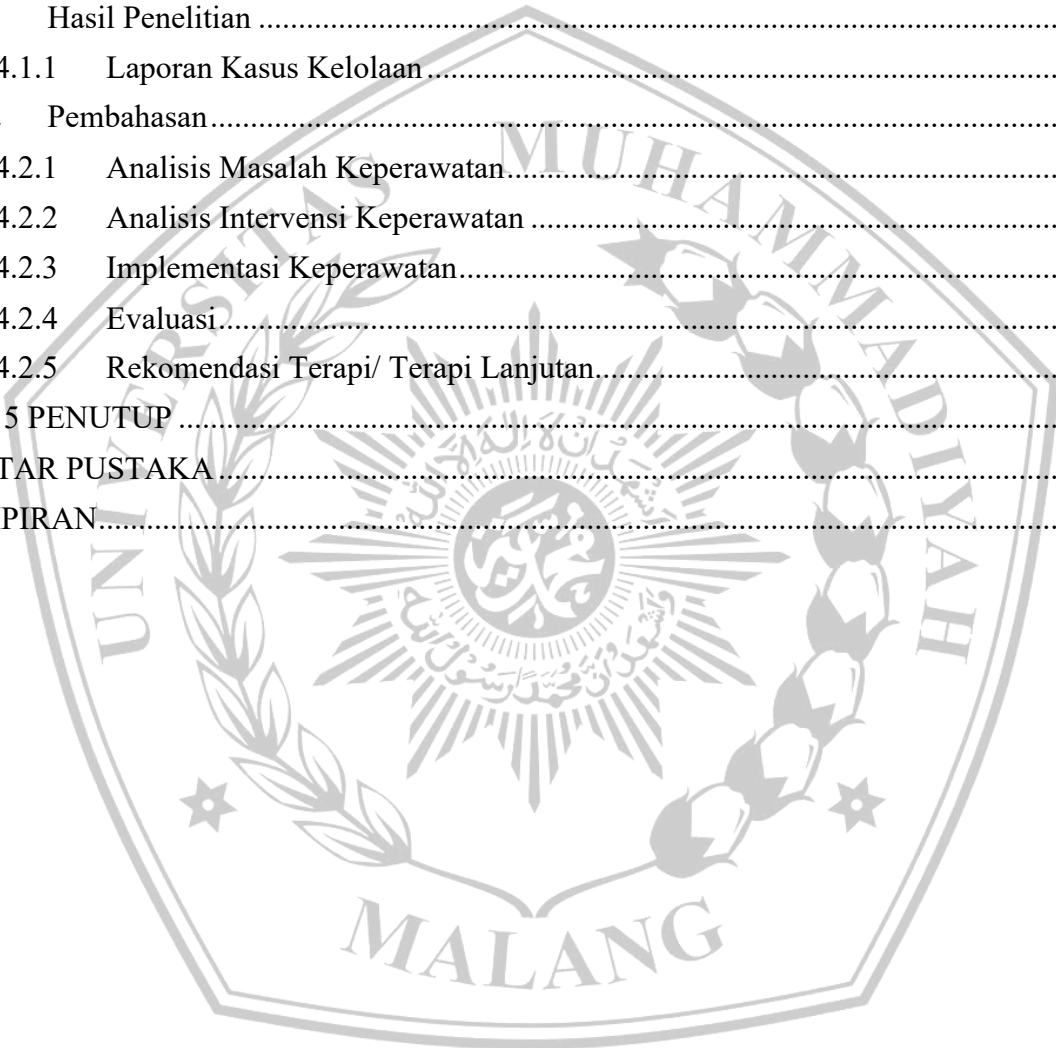 Hasil Penelitian ........................................................................
4.1.1 Laporan Kasus Kelolaan ........................................................................
Pembahasan ........................................................................
4.2.1 Analisis Masalah Keperawatan ........................................................................
4.2.2 Analisis Intervensi Keperawatan ........................................................................
4.2.3 Implementasi Keperawatan ........................................................................
4.2.4 Evaluasi ........................................................................
4.2.5 Rekomendasi Terapi/ Terapi Lanjutan ........................................................................
5 PENUTUP ........................................................................
TAR PUSTAKA ........................................................................
PIRAN ........................................................................
UNIVERSITAS MUHAMMADIYAH
MALANG